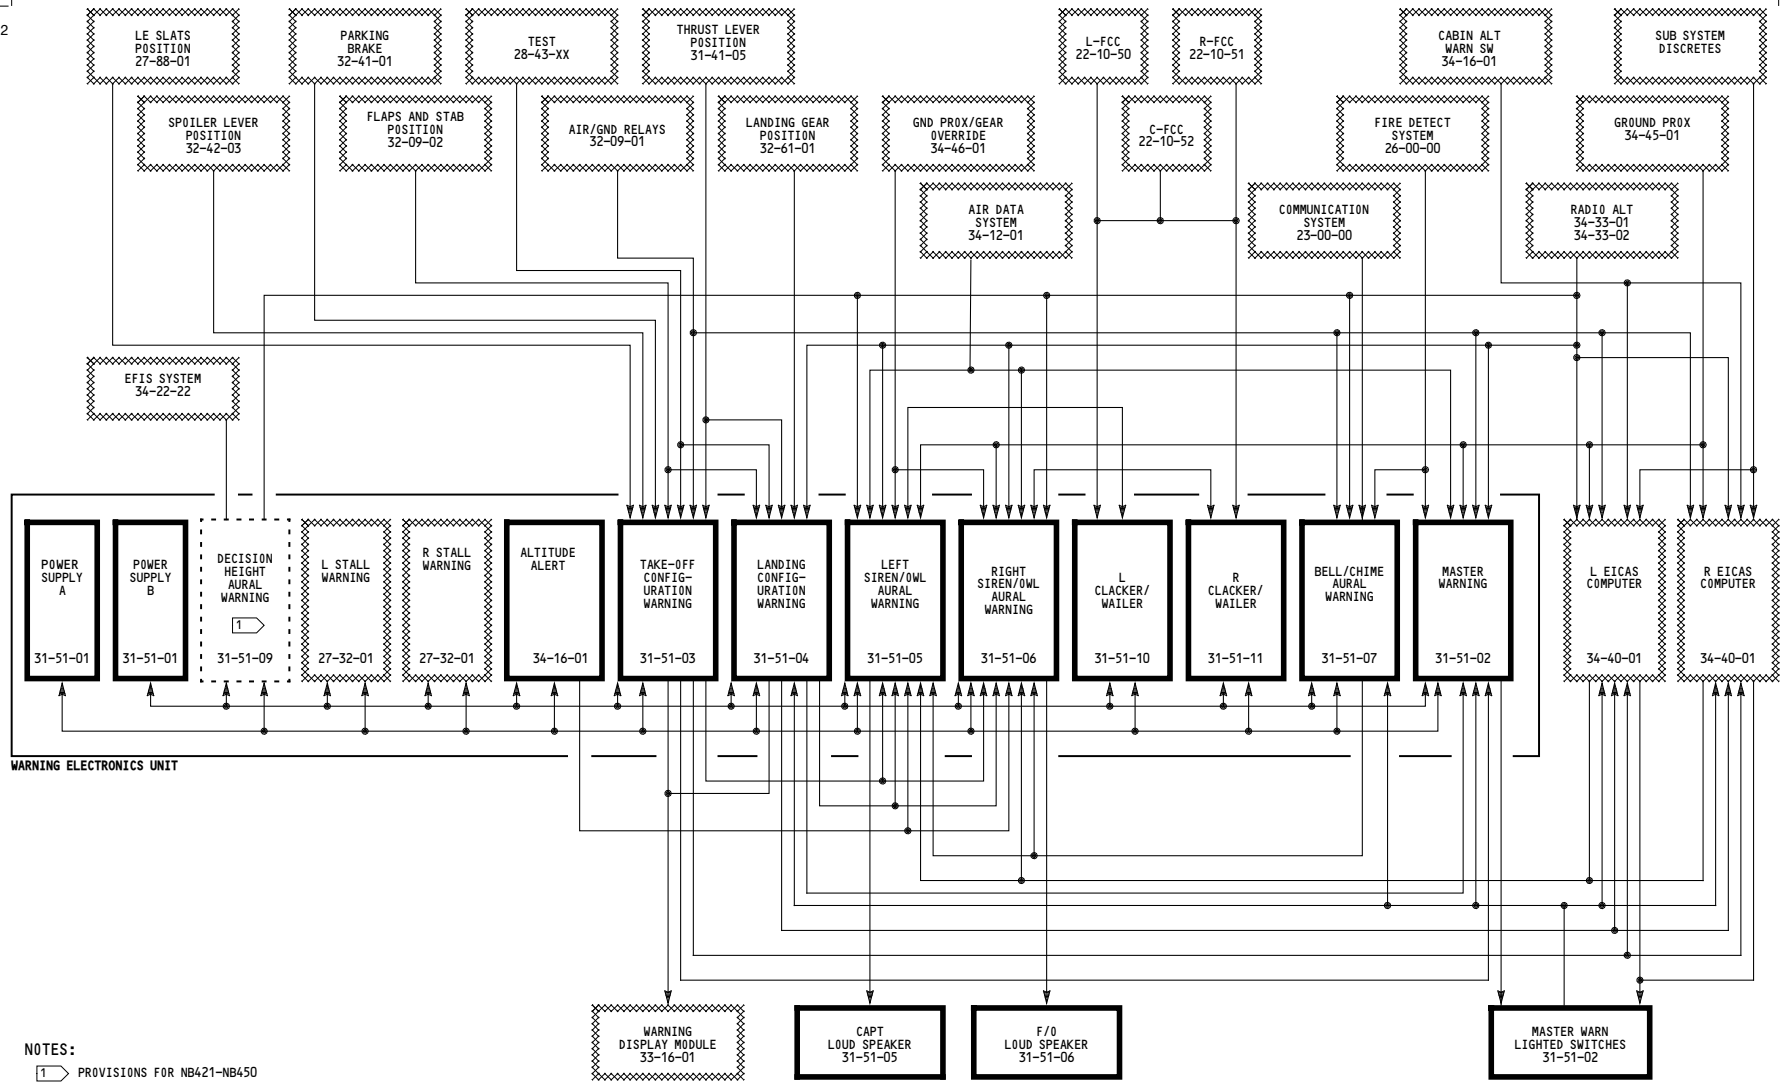 2
LE SLATS
POSITION
27-88-01
PARKING
BRAKE
32-41-01
TEST
28-43-XX
THRUST LEVER
POSITION
31-41-05
L-FCC
22-10-50
R-FCC
22-10-51
CABIN ALT
WARN SW
34-16-01
SUB SYSTEM
DISCRETES
SPOILER LEVER
POSITION
32-42-03
FLAPS AND STAB
POSITION
32-09-02
AIR/GND RELAYS
32-09-01
LANDING GEAR
POSITION
32-61-01
GND PROX/GEAR
OVERRIDE
34-46-01
C-FCC
22-10-52
FIRE DETECT
SYSTEM
26-00-00
GROUND PROX
34-45-01
AIR DATA
SYSTEM
34-12-01
COMMUNICATION
SYSTEM
23-00-00
RADIO ALT
34-33-01
34-33-02
EFIS SYSTEM
34-22-22
POWER
SUPPLY
A
31-51-01
POWER
SUPPLY
B
31-51-01
DECISION
HEIGHT
AURAL
WARNING
1
31-51-09
L STALL
WARNING
27-32-01
R STALL
WARNING
27-32-01
ALTITUDE
ALERT
34-16-01
TAKE-OFF
CONFIG-
URATION
WARNING
31-51-03
LANDING
CONFIG-
URATION
WARNING
31-51-04
LEFT
SIREN/OWL
AURAL
WARNING
31-51-05
RIGHT
SIREN/OWL
AURAL
WARNING
31-51-06
L
CLACKER/
WAILER
31-51-10
R
CLACKER/
WAILER
31-51-11
BELL/CHIME
AURAL
WARNING
31-51-07
MASTER
WARNING
31-51-02
L EICAS
COMPUTER
34-40-01
R EICAS
COMPUTER
34-40-01
WARNING ELECTRONICS UNIT
WARNING
DISPLAY MODULE
33-16-01
CAPT
LOUD SPEAKER
31-51-05
F/O
LOUD SPEAKER
31-51-06
MASTER WARN
LIGHTED SWITCHES
31-51-02
NOTES:
1 PROVISIONS FOR NB421-NB450